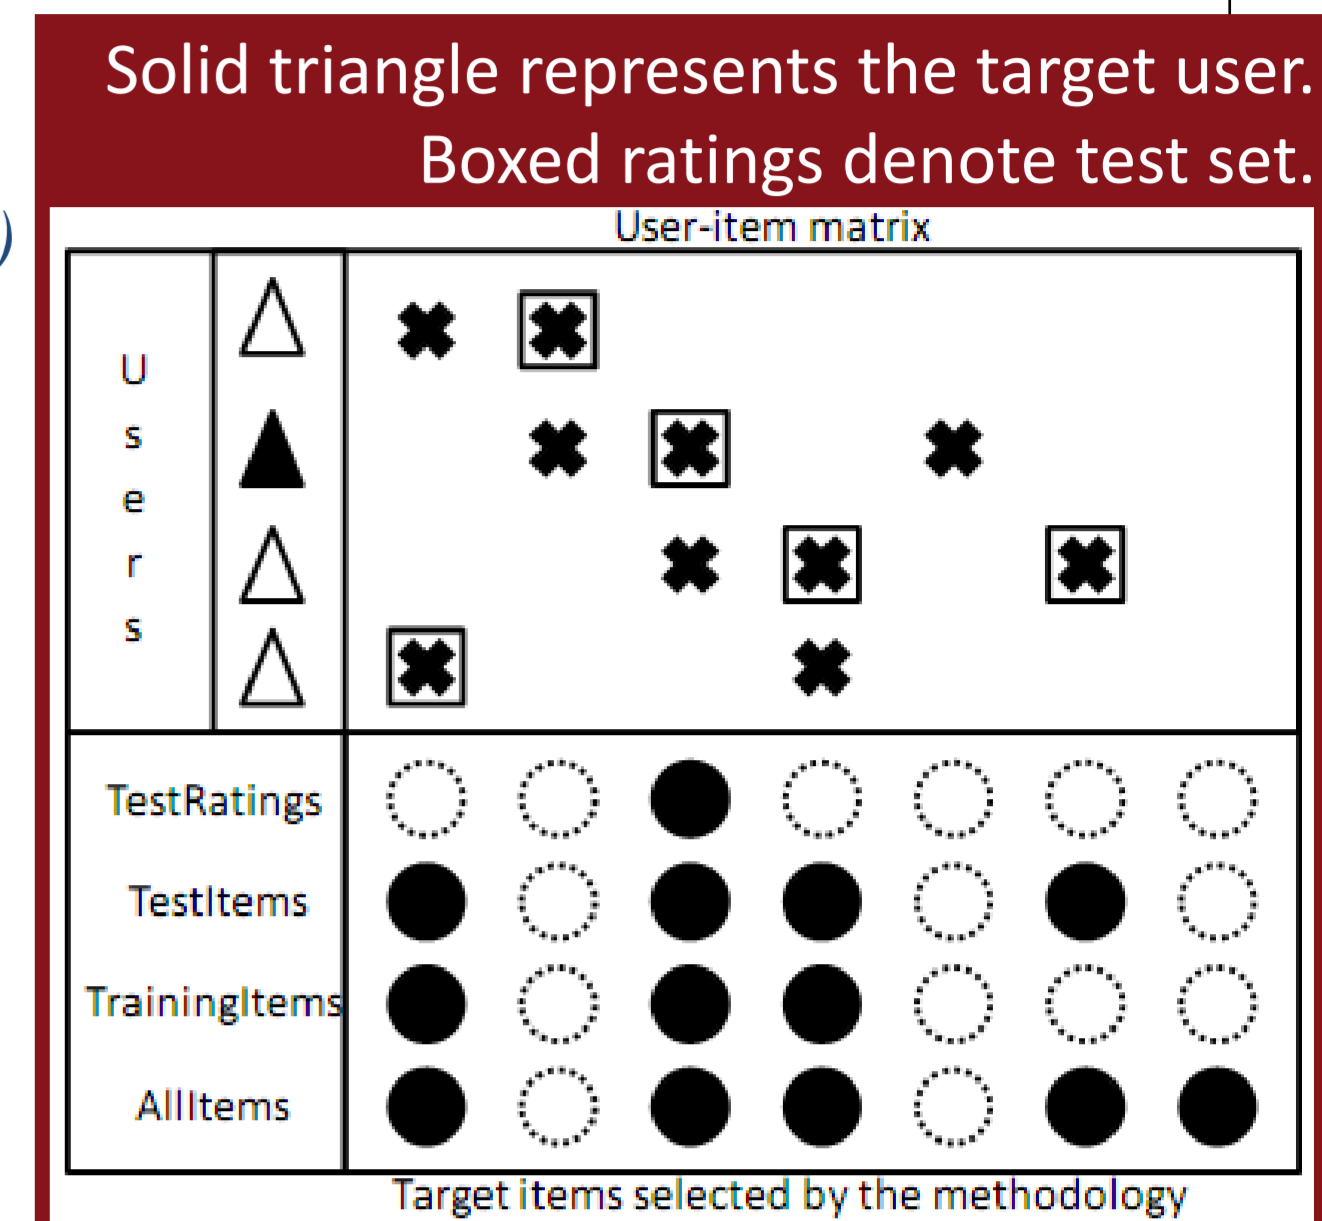 Solid triangle represents the target user.
Boxed ratings denote test set.
)
User-item matrix
U
s
e
r
s
TestRatings
TestItems
TrainingItems
AllItems
Target items selected by the methodology